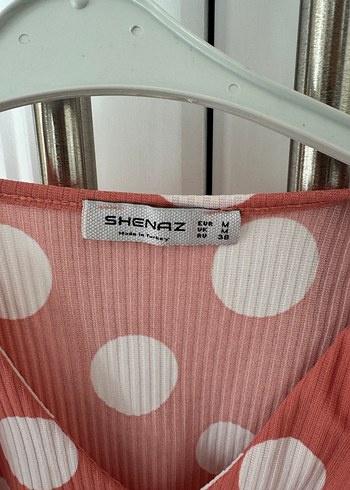 SHENAZ
Made in Turkey
EUR M
UK M
RU 38